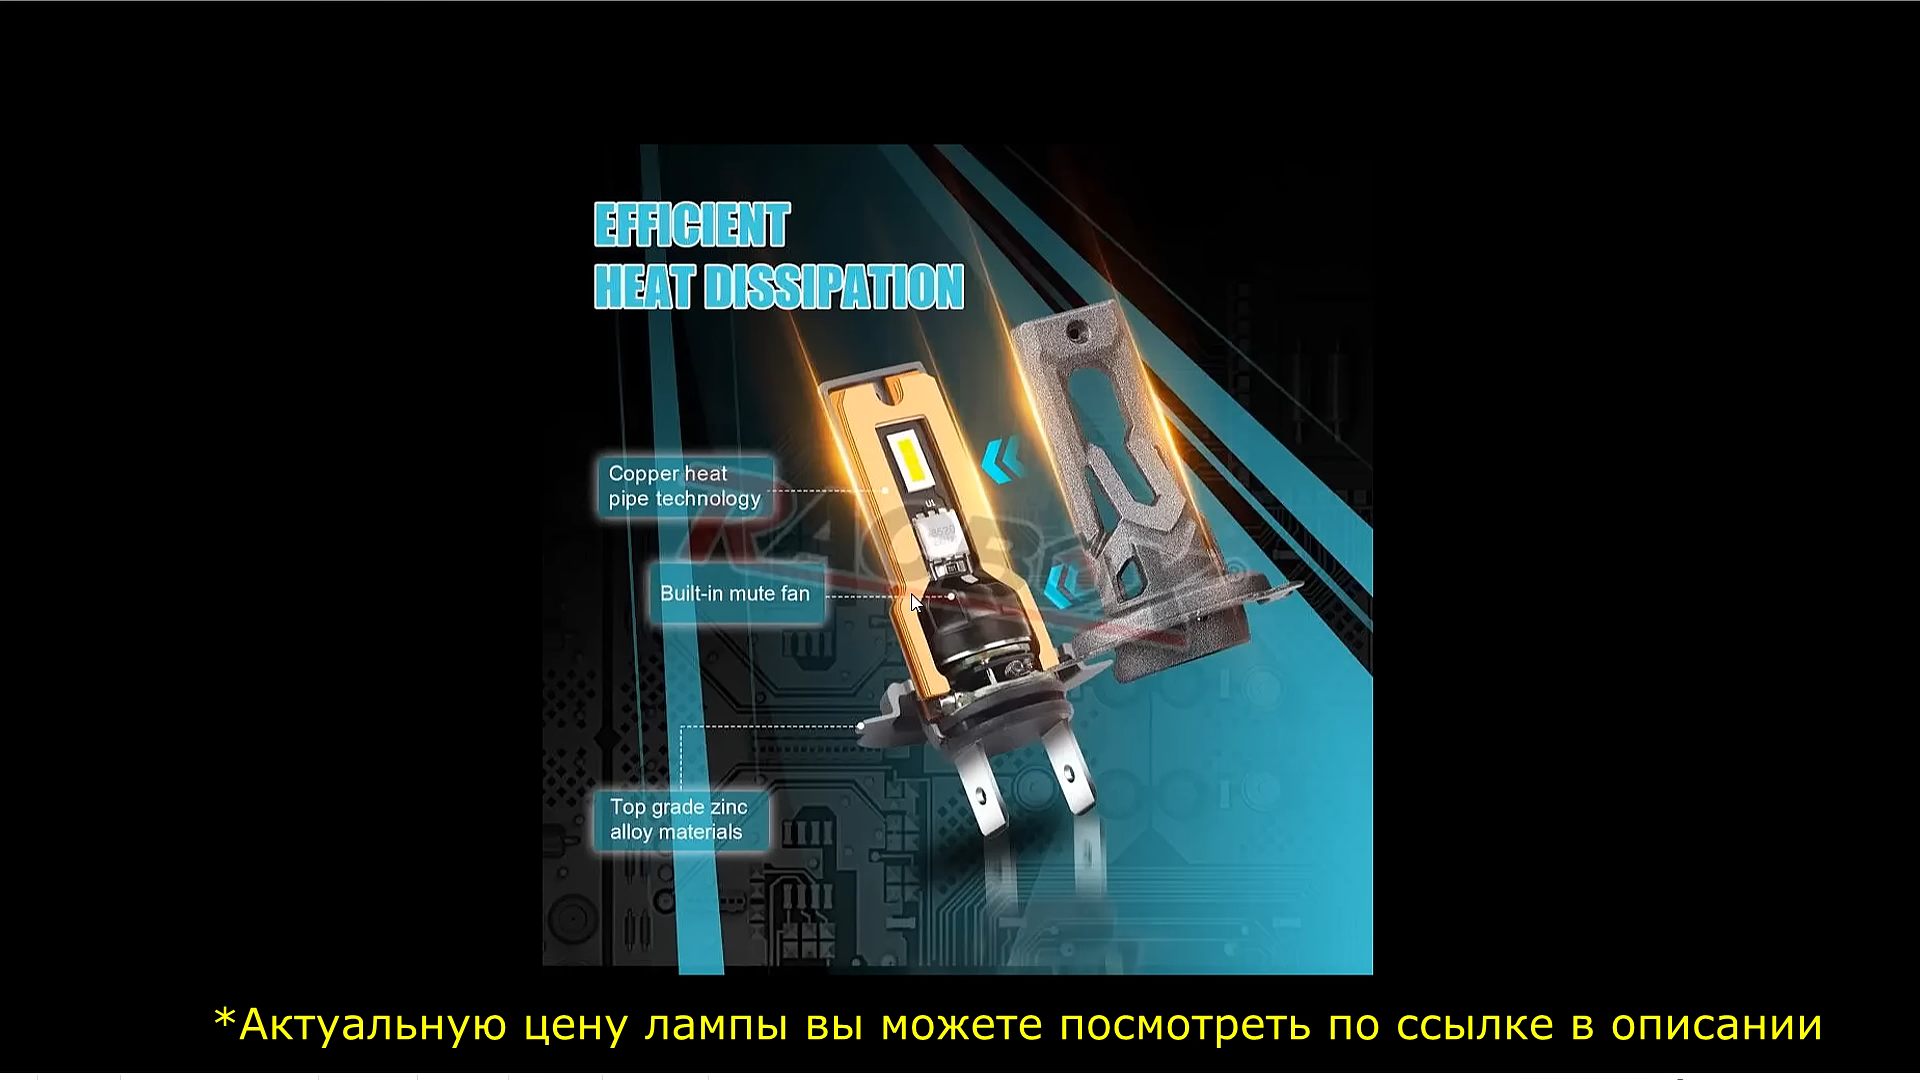 EFFICIENT
HEAT DISSIPATION
Copper heat
pipe technology
Built-in mute fan
Top grade zinc
alloy materials
*Актуальную цену лампы вы можете посмотреть по ссылке в описании